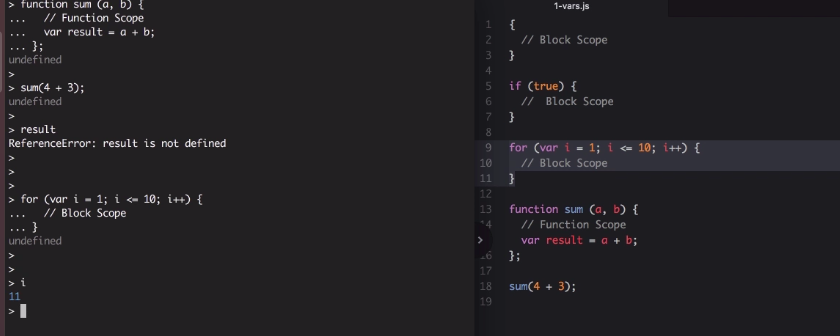 > function sum (a, b) {
... // Function Scope
... var result = a + b;
... };
undefined
>
> sum(4 + 3);
undefined
>
> result
ReferenceError: result is not defined
>
>
>
> for (var i = 1; i <= 10; i++) {
... // Block Scope
... }
undefined
>
>
> i
11
>
1-vars.js
1 {
2 // Block Scope
3 }
4
5 if (true) {
6 // Block Scope
7 }
8
9 for (var i = 1; i <= 10; i++) {
10 // Block Scope
11 }
12
13 function sum (a, b) {
14 // Function Scope
var result = a + b;
16 };
17
18 sum(4 + 3);
19